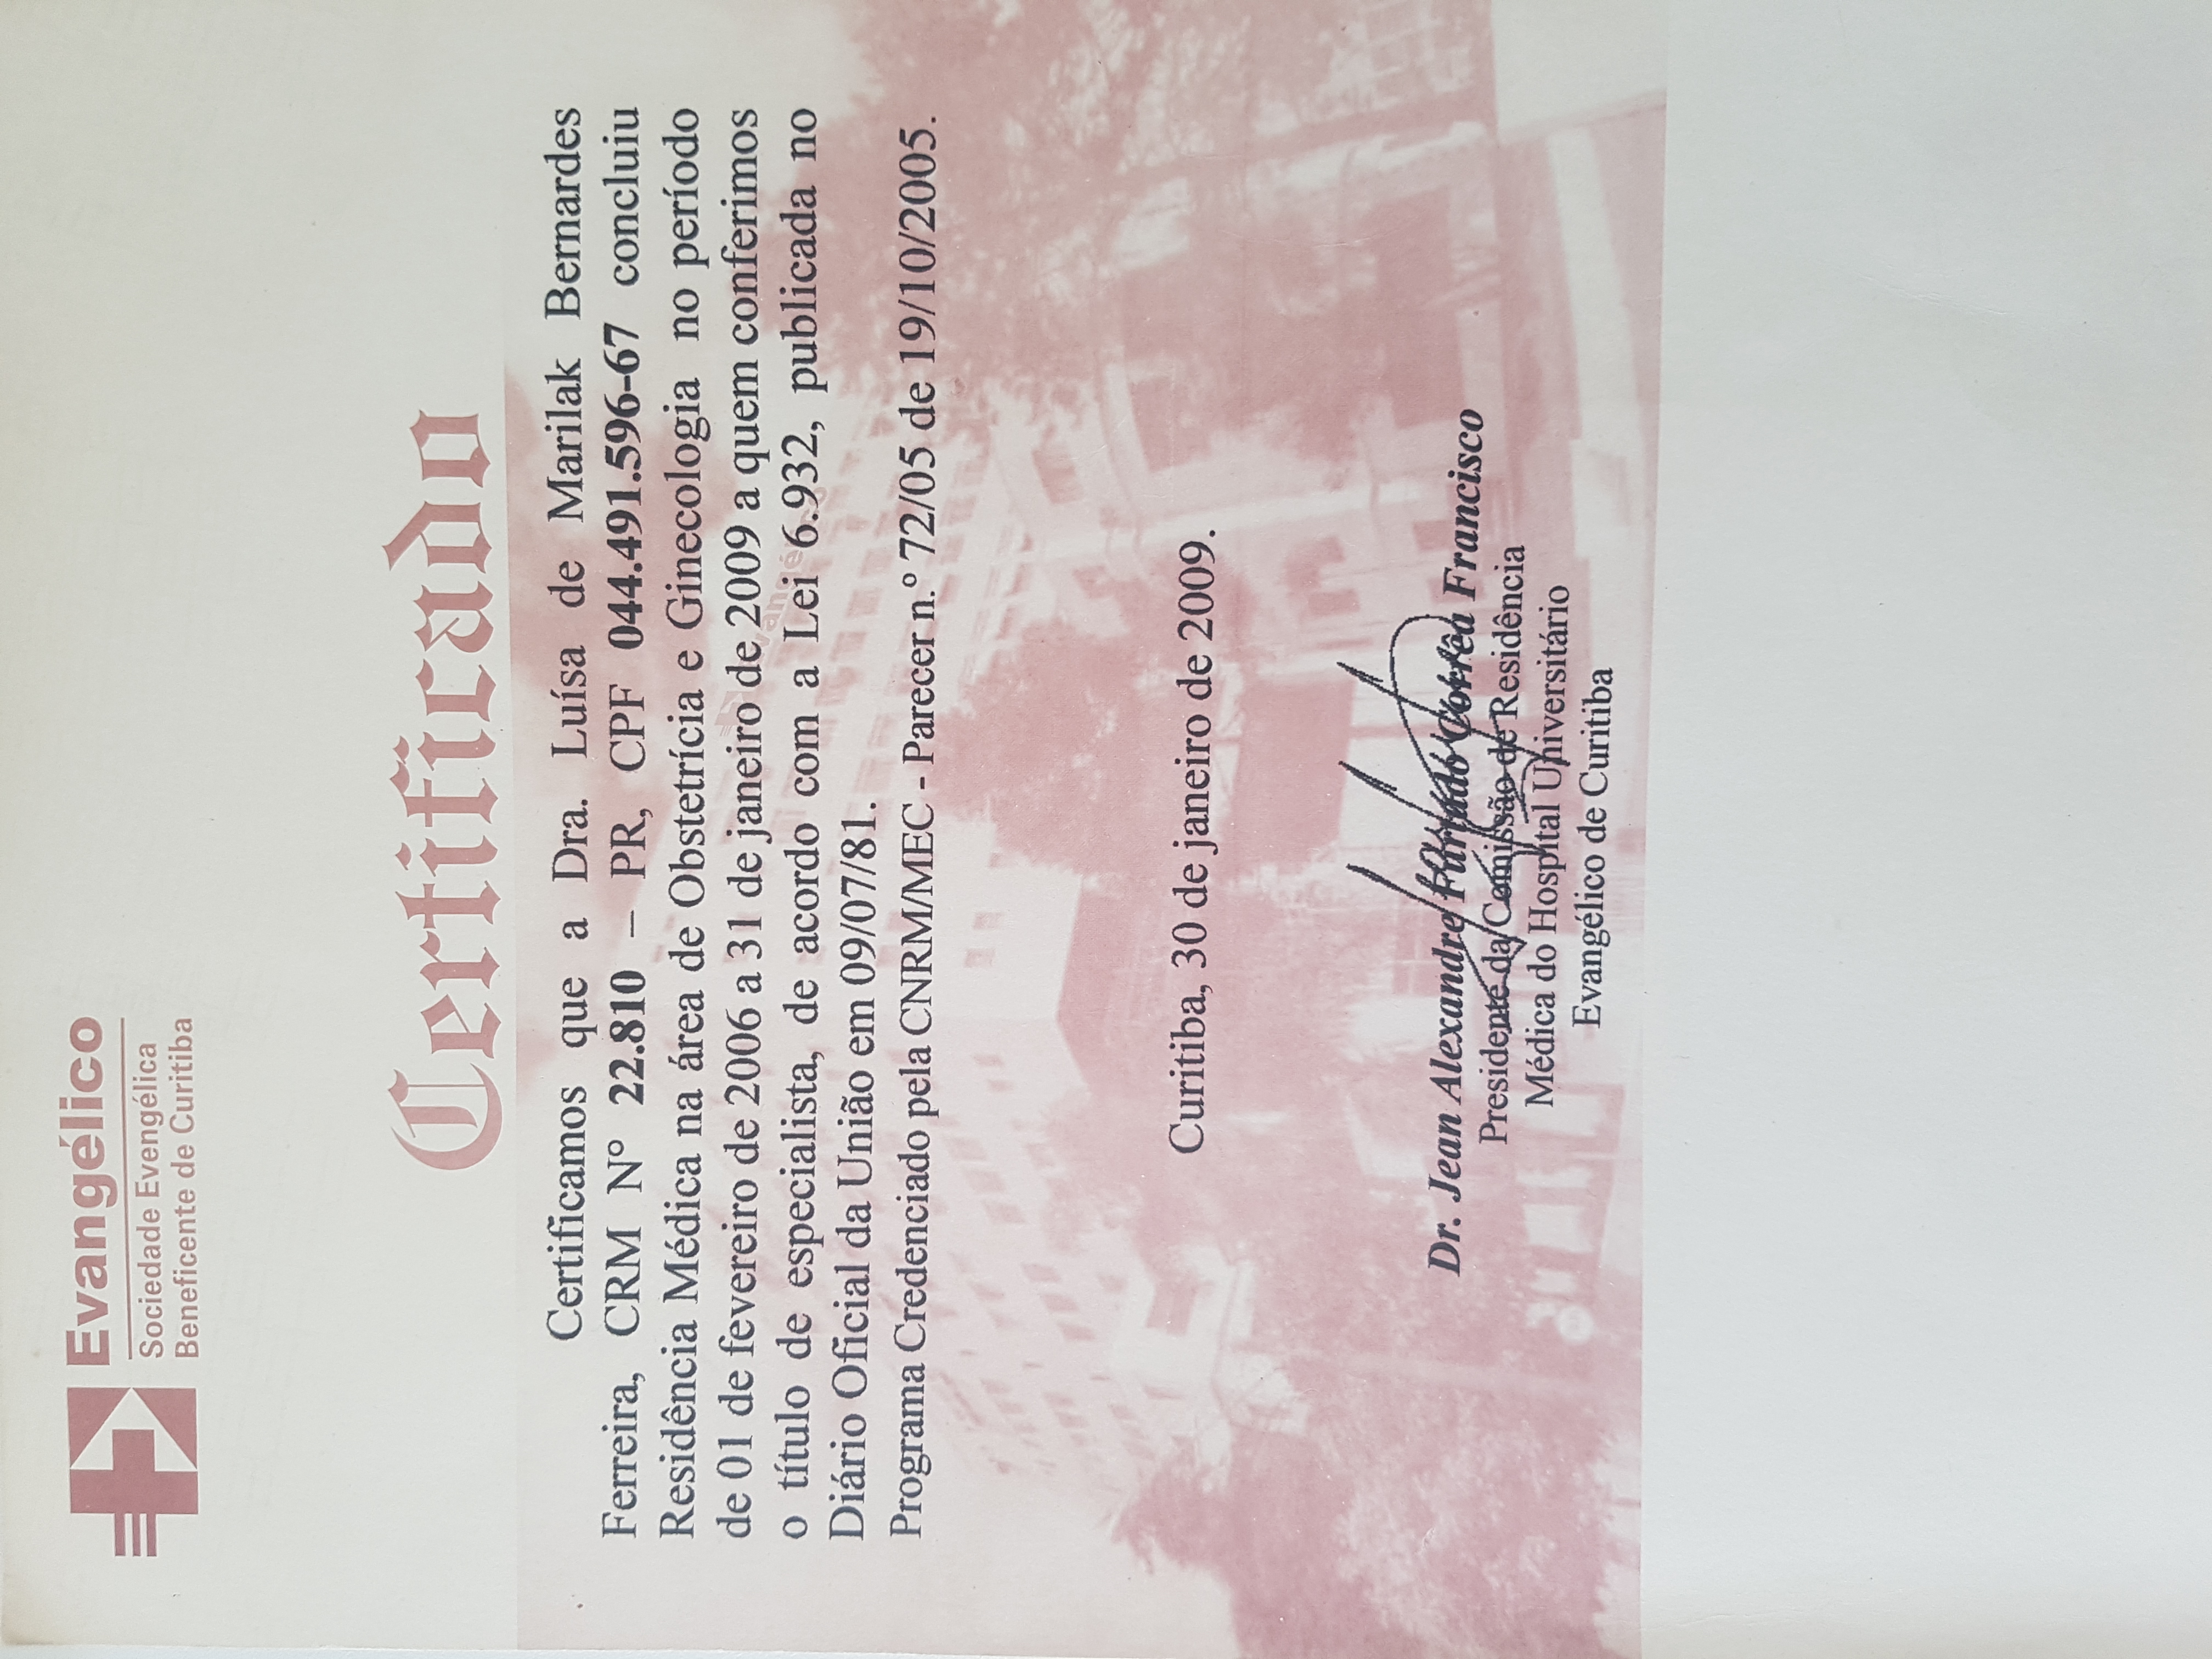 Evangélico
Sociedade Evengélica
Beneficente de Curitiba
Certificado
Certificamos que a Dra. Luísa de Marilak Bernardes
Ferreira, CRM Nº 22.810 – PR, CPF 044.491.596-67 concluiu
Residência Médica na área de Obstetrícia e Ginecologia no período
de 01 de fevereiro de 2006 a 31 de janeiro de 2009 a quem conferimos
o título de especialista, de acordo com a Lei 6.932, publicada no
Diário Oficial da União em 09/07/81.
Programa Credenciado pela CNRM/MEC - Parecer n.º 72/05 de 19/10/2005.
Curitiba, 30 de janeiro de 2009.
Dr. Jean Alexandre Furtado Corrêa Francisco
Presidente da Comissão de Residência
Médica do Hospital Universitário
Evangélico de Curitiba